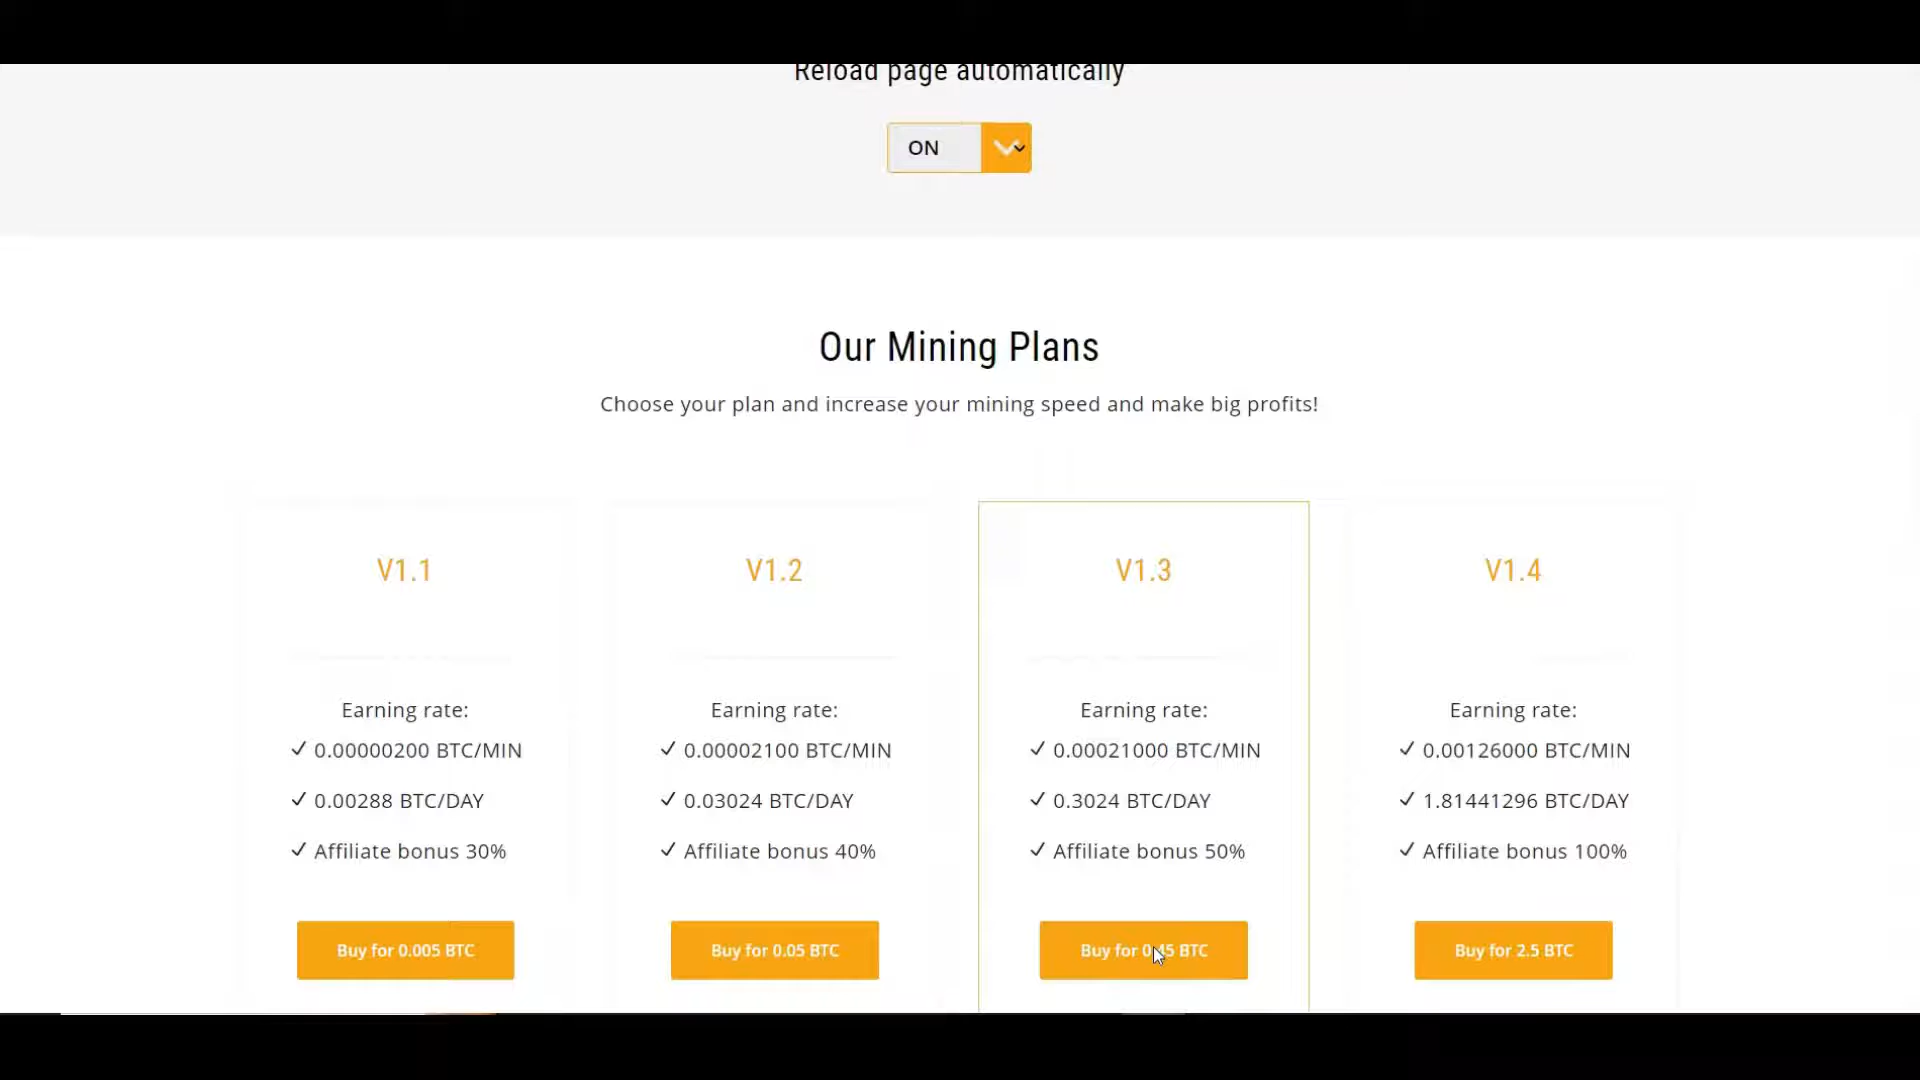 Reload page automatically
ON
Our Mining Plans
Choose your plan and increase your mining speed and make big profits!
V1.1
Earning rate:
0.00000200 BTC/MIN
0.00288 BTC/DAY
Affiliate bonus 30%
Buy for 0.005 BTC
V1.2
Earning rate:
0.00002100 BTC/MIN
0.03024 BTC/DAY
Affiliate bonus 40%
Buy for 0.05 BTC
V1.3
Earning rate:
0.00021000 BTC/MIN
0.3024 BTC/DAY
Affiliate bonus 50%
Buy for 0.45 BTC
V1.4
Earning rate:
0.00126000 BTC/MIN
1.81441296 BTC/DAY
Affiliate bonus 100%
Buy for 2.5 BTC